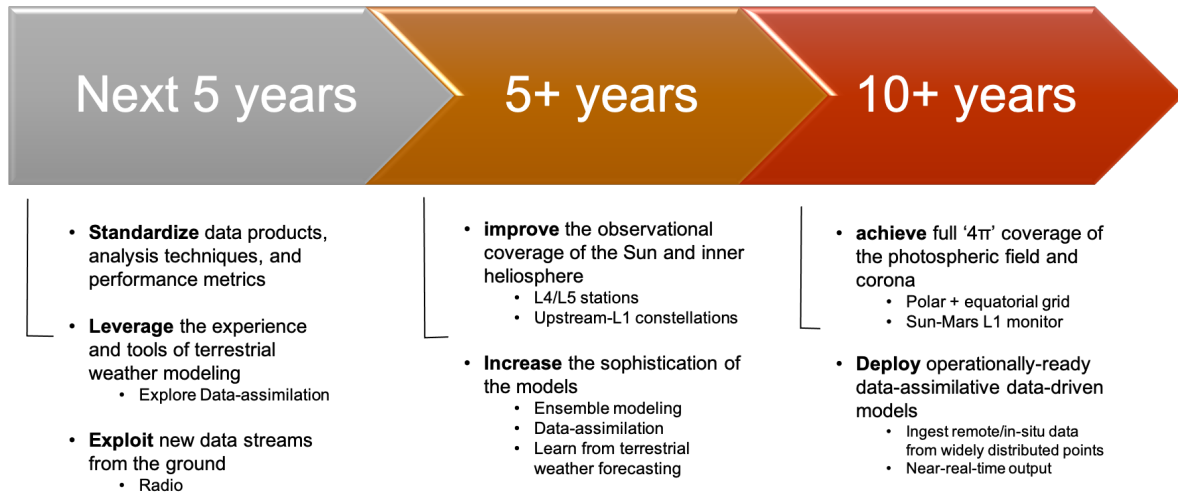 Next 5 years
5+ years
10+ years
• Standardize data products,
analysis techniques, and
performance metrics
• Leverage the experience
and tools of terrestrial
weather modeling
• Explore Data-assimilation
• Exploit new data streams
from the ground
• Radio
• improve the observational
coverage of the Sun and inner
heliosphere
• L4/L5 stations
• Upstream-L1 constellations
• Increase the sophistication of
the models
• Ensemble modeling
• Data-assimilation
• Learn from terrestrial
weather forecasting
• achieve full ‘4π’ coverage of
the photospheric field and
corona
• Polar + equatorial grid
• Sun-Mars L1 monitor
• Deploy operationally-ready
data-assimilative data-driven
models
• Ingest remote/in-situ data
from widely distributed points
• Near-real-time output